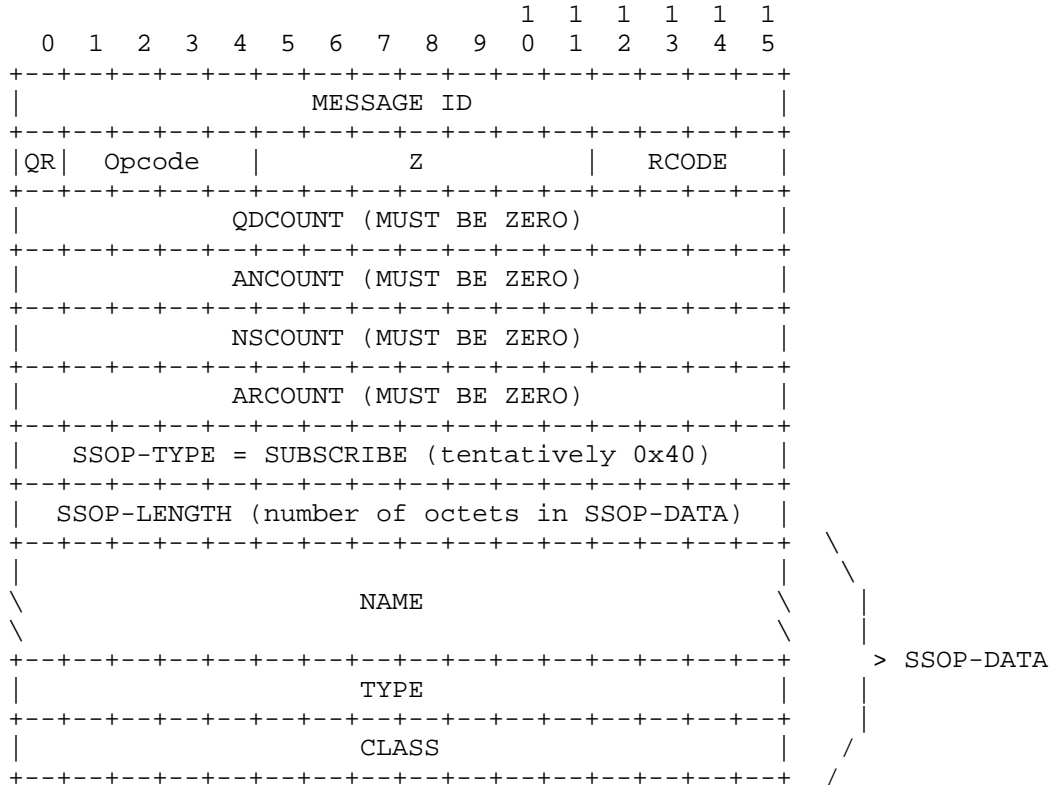 1  1  1  1  1  1
             0  1  2  3  4  5  6  7  8  9  0  1  2  3  4  5
            +--+--+--+--+--+--+--+--+--+--+--+--+--+--+--+--+
            |                  MESSAGE ID                   |
            +--+--+--+--+--+--+--+--+--+--+--+--+--+--+--+--+
            |QR|  Opcode   |         Z          |   RCODE   |
            +--+--+--+--+--+--+--+--+--+--+--+--+--+--+--+--+
            |             QDCOUNT (MUST BE ZERO)            |
            +--+--+--+--+--+--+--+--+--+--+--+--+--+--+--+--+
            |             ANCOUNT (MUST BE ZERO)            |
            +--+--+--+--+--+--+--+--+--+--+--+--+--+--+--+--+
            |             NSCOUNT (MUST BE ZERO)            |
            +--+--+--+--+--+--+--+--+--+--+--+--+--+--+--+--+
            |             ARCOUNT (MUST BE ZERO)            |
            +--+--+--+--+--+--+--+--+--+--+--+--+--+--+--+--+
            |   SSOP-TYPE = SUBSCRIBE (tentatively 0x40)    |
            +--+--+--+--+--+--+--+--+--+--+--+--+--+--+--+--+
            |  SSOP-LENGTH (number of octets in SSOP-DATA)  |
            +--+--+--+--+--+--+--+--+--+--+--+--+--+--+--+--+  \
            |                                               |   \
            \                     NAME                      \    |
            \                                               \    |
            +--+--+--+--+--+--+--+--+--+--+--+--+--+--+--+--+     > SSOP-DATA
            |                     TYPE                      |    |
            +--+--+--+--+--+--+--+--+--+--+--+--+--+--+--+--+    |
            |                     CLASS                     |   /
            +--+--+--+--+--+--+--+--+--+--+--+--+--+--+--+--+  /